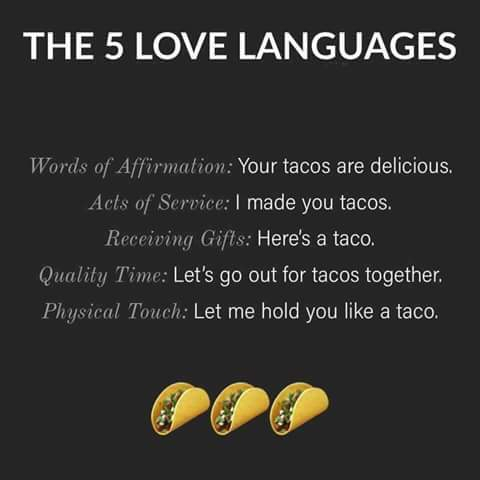 THE 5 LOVE LANGUAGES
Words of Affirmation: Your tacos are delicious.
Acts of Service: I made you tacos.
Receiving Gifts: Here's a taco.
Quality Time: Let's go out for tacos together.
Physical Touch: Let me hold you like a taco.